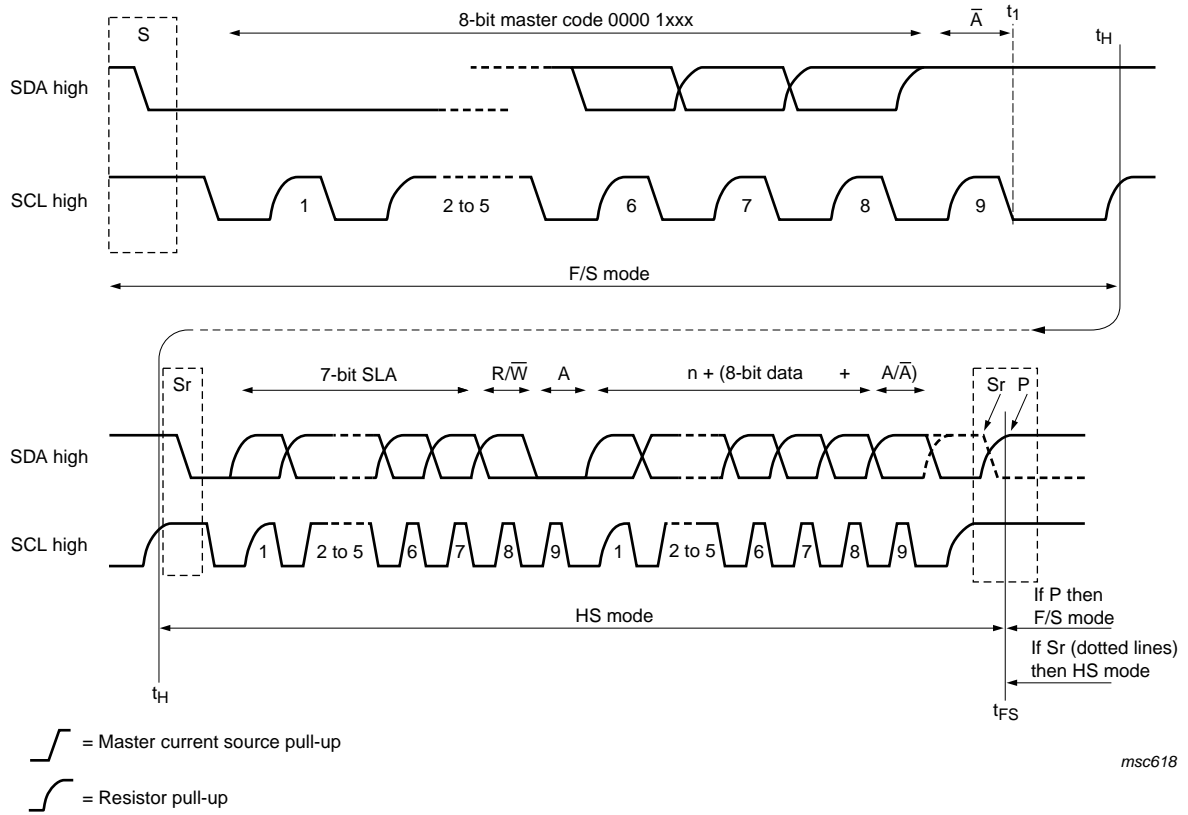 8-bit master code 0000 1xxx
A̅
t1
S
tH
SDA high
SCL high
1
2 to 5
6
7
8
9
F/S mode
Sr
7-bit SLA
R/W̅
A
n + (8-bit data
+
A/A̅)
Sr
P
SDA high
SCL high
1
2 to 5
6
7
8
9
1
2 to 5
6
7
8
9
HS mode
If P then
F/S mode
If Sr (dotted lines)
then HS mode
tH
tFS
= Master current source pull-up
= Resistor pull-up
msc618